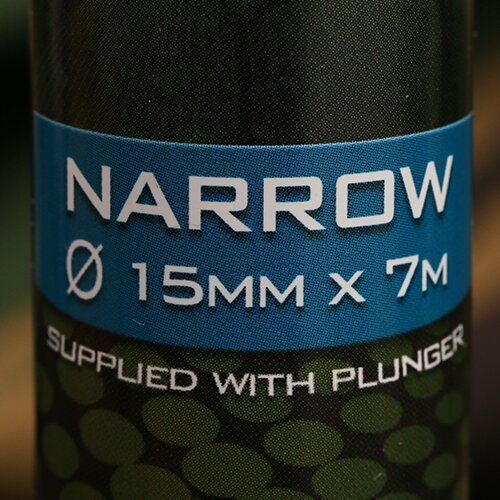 NARROW
Ø 15MM X 7M
SUPPLIED WITH PLUNGER